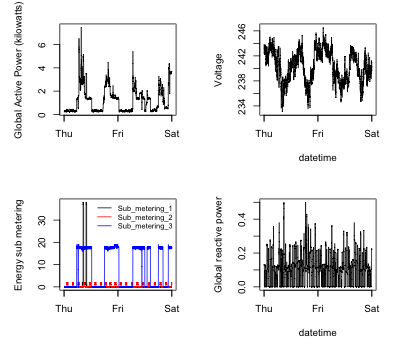 Global Active Power (kilowatts)
6
4
2
0
Thu
Fri
Sat
Voltage
246
242
238
234
Thu
Fri
Sat
datetime
Energy sub metering
30
20
10
0
Sub_metering_1
Sub_metering_2
Sub_metering_3
Thu
Fri
Sat
Global reactive power
0.4
0.2
0.0
Thu
Fri
Sat
datetime